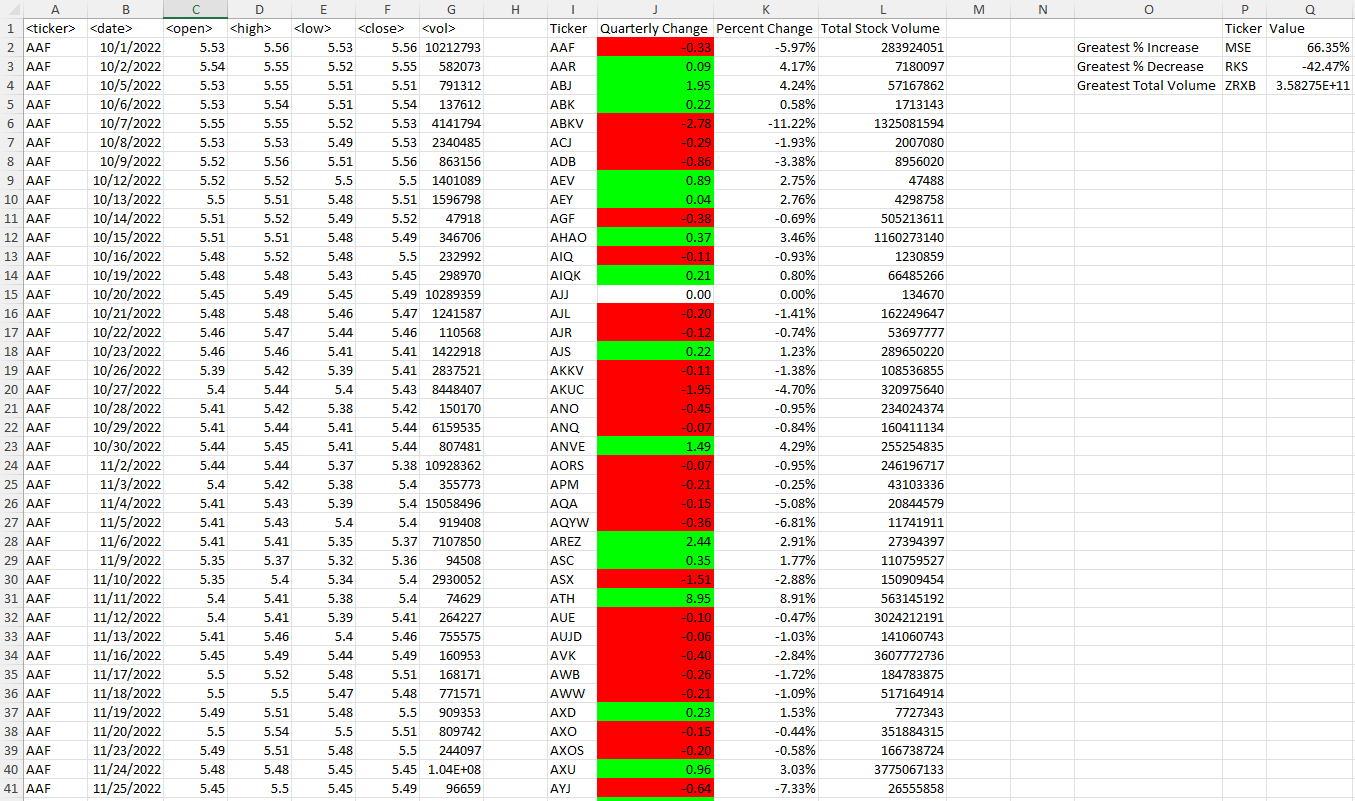 A B C D E F G H I J K L M N O P Q
1 <ticker> <date> <open> <high> <low> <close> <vol> Ticker Quarterly Change Percent Change Total Stock Volume Ticker Value
2 AAF 10/1/2022 5.53 5.56 5.53 5.56 10212793 AAF -0.33 -5.97% 283924051 Greatest % Increase MSE 66.35%
3 AAF 10/2/2022 5.54 5.55 5.52 5.55 582073 AAR 0.09 4.17% 7180097 Greatest % Decrease RKS -42.47%
4 AAF 10/5/2022 5.53 5.55 5.51 5.51 791312 ABJ 1.95 4.24% 57167862 Greatest Total Volume ZRXB 3.58275E+11
5 AAF 10/6/2022 5.53 5.54 5.51 5.54 137612 ABK 0.22 0.58% 1713143
6 AAF 10/7/2022 5.55 5.55 5.52 5.53 4141794 ABKV -2.78 -11.22% 1325081594
7 AAF 10/8/2022 5.53 5.53 5.49 5.53 2340485 ACJ -0.29 -1.93% 2007080
8 AAF 10/9/2022 5.52 5.56 5.51 5.56 863156 ADB -0.86 -3.38% 8956020
9 AAF 10/12/2022 5.52 5.52 5.5 5.5 1401089 AEV 0.89 2.75% 47488
10 AAF 10/13/2022 5.5 5.51 5.48 5.51 1596798 AEY 0.04 2.76% 4298758
11 AAF 10/14/2022 5.51 5.52 5.49 5.52 47918 AGF -0.38 -0.69% 505213611
12 AAF 10/15/2022 5.51 5.51 5.48 5.49 346706 AHAO 0.37 3.46% 1160273140
13 AAF 10/16/2022 5.48 5.52 5.48 5.5 232992 AIQ -0.11 -0.93% 1230859
14 AAF 10/19/2022 5.48 5.48 5.43 5.45 298970 AIQK 0.21 0.80% 66485266
15 AAF 10/20/2022 5.45 5.49 5.45 5.49 10289359 AJJ 0.00 0.00% 134670
16 AAF 10/21/2022 5.48 5.48 5.46 5.47 1241587 AJL -0.20 -1.41% 162249647
17 AAF 10/22/2022 5.46 5.47 5.44 5.46 110568 AJR -0.12 -0.74% 53697777
18 AAF 10/23/2022 5.46 5.46 5.41 5.41 1422918 AJS 0.22 1.23% 289650220
19 AAF 10/26/2022 5.39 5.42 5.39 5.41 2837521 AKKV -0.11 -1.38% 108536855
20 AAF 10/27/2022 5.4 5.44 5.4 5.43 8448407 AKUC -1.95 -4.70% 320975640
21 AAF 10/28/2022 5.41 5.42 5.38 5.42 150170 ANO -0.45 -0.95% 234024374
22 AAF 10/29/2022 5.41 5.44 5.41 5.44 6159535 ANQ -0.07 -0.84% 160411134
23 AAF 10/30/2022 5.44 5.45 5.41 5.44 807481 ANVE 1.49 4.29% 255254835
24 AAF 11/2/2022 5.44 5.44 5.37 5.38 10928362 AORS -0.07 -0.95% 246196717
25 AAF 11/3/2022 5.4 5.42 5.38 5.4 355773 APM -0.21 -0.25% 43103336
26 AAF 11/4/2022 5.41 5.43 5.39 5.4 15058496 AQA -0.15 -5.08% 20844579
27 AAF 11/5/2022 5.41 5.43 5.4 5.4 919408 AQYW -0.36 -6.81% 11741911
28 AAF 11/6/2022 5.41 5.41 5.35 5.37 7107850 AREZ 2.44 2.91% 27394397
29 AAF 11/9/2022 5.35 5.37 5.32 5.36 94508 ASC 0.35 1.77% 110759527
30 AAF 11/10/2022 5.35 5.4 5.34 5.4 2930052 ASX -1.51 -2.88% 150909454
31 AAF 11/11/2022 5.4 5.41 5.38 5.4 74629 ATH 8.95 8.91% 563145192
32 AAF 11/12/2022 5.4 5.41 5.39 5.41 264227 AUE -0.10 -0.47% 3024212191
33 AAF 11/13/2022 5.41 5.46 5.4 5.46 755575 AUJD -0.06 -1.03% 141060743
34 AAF 11/16/2022 5.45 5.49 5.44 5.49 160953 AVK -0.40 -2.84% 3607772736
35 AAF 11/17/2022 5.5 5.52 5.48 5.51 168171 AWB -0.26 -1.72% 184783875
36 AAF 11/18/2022 5.5 5.5 5.47 5.48 771571 AWW -0.21 -1.09% 517164914
37 AAF 11/19/2022 5.49 5.51 5.48 5.5 909353 AXD 0.23 1.53% 7727343
38 AAF 11/20/2022 5.5 5.54 5.5 5.51 809742 AXO -0.15 -0.44% 351884315
39 AAF 11/23/2022 5.49 5.51 5.48 5.5 244097 AXOS -0.20 -0.58% 166738724
40 AAF 11/24/2022 5.48 5.48 5.45 5.45 1.04E+08 AXU 0.96 3.03% 3775067133
41 AAF 11/25/2022 5.45 5.5 5.45 5.49 96659 AYJ -0.64 -7.33% 26555858